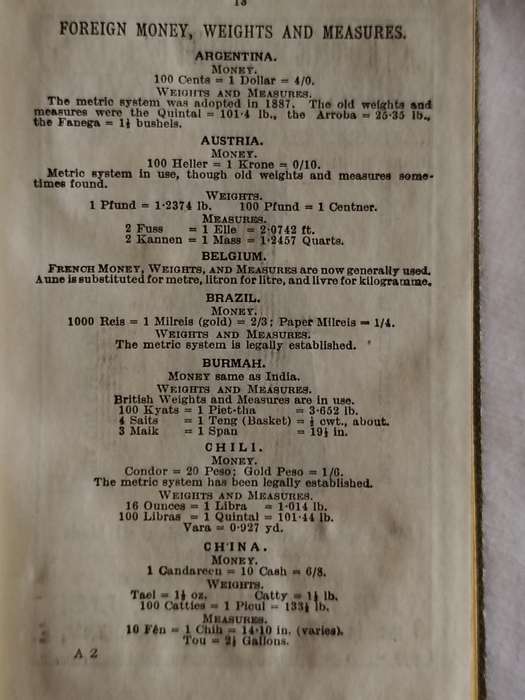 13
FOREIGN MONEY, WEIGHTS AND MEASURES.
ARGENTINA.
MONEY.
100 Cents = 1 Dollar = 4/0.
WEIGHTS AND MEASURES.
The metric system was adopted in 1887. The old weights and
measures were the Quintal = 101·4 lb., the Arroba = 25·35 lb.,
the Fanega = 1½ bushels.
AUSTRIA.
MONEY.
100 Heller = 1 Krone = 0/10.
Metric system in use, though old weights and measures some-
times found.
WEIGHTS.
1 Pfund = 1·2374 lb. 100 Pfund = 1 Centner.
MEASURES.
2 Fuss = 1 Elle = 2·0742 ft.
2 Kannen = 1 Mass = 1·2457 Quarts.
BELGIUM.
FRENCH MONEY, WEIGHTS, AND MEASURES are now generally used.
Aune is substituted for metre, litron for litre, and livre for kilogramme.
BRAZIL.
MONEY.
1000 Reis = 1 Milreis (gold) = 2/3; Paper Milreis = 1/4.
WEIGHTS AND MEASURES.
The metric system is legally established.
BURMAH.
MONEY same as India.
WEIGHTS AND MEASURES.
British Weights and Measures are in use.
100 Kyats = 1 Piet-tha = 3·652 lb.
4 Saits = 1 Teng (Basket) = ½ cwt., about.
3 Maik = 1 Span = 19½ in.
CHILI.
MONEY.
Condor = 20 Peso; Gold Peso = 1/6.
The metric system has been legally established.
WEIGHTS AND MEASURES.
16 Ounces = 1 Libra = 1·014 lb.
100 Libras = 1 Quintal = 101·44 lb.
Vara = 0·927 yd.
CHINA.
MONEY.
1 Candareen = 10 Cash = 6/8.
WEIGHTS.
Tael = 1⅓ oz. Catty = 1⅓ lb.
100 Catties = 1 Picul = 133⅓ lb.
MEASURES.
10 Fên = 1 Chih = 14·10 in. (varies).
Tou = 2½ Gallons.
A 2